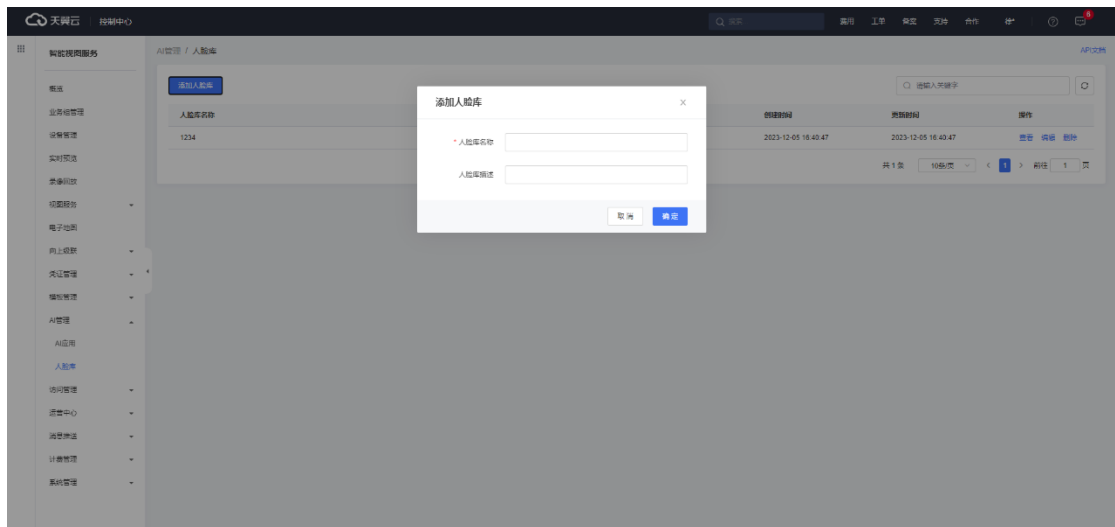 天翼云 控制中心 搜索 费用 工单 备案 支持 合作 8
智能视图服务
AI管理 / 人脸库 API文档
概览
业务组管理
设备管理
实时预览
录像回放
视图服务
电子地图
向上级联
凭证管理
模板管理
AI管理
AI应用
人脸库
访问管理
运营中心
消息推送
计费管理
系统管理
添加人脸库 请输入关键字
人脸库名称 创建时间 更新时间 操作
1234 2023-12-05 16:40:47 2023-12-05 16:40:47 查看 编辑 删除
共 1 条 10条/页 1 前往 1 页
添加人脸库
* 人脸库名称
人脸库描述
取消 确定